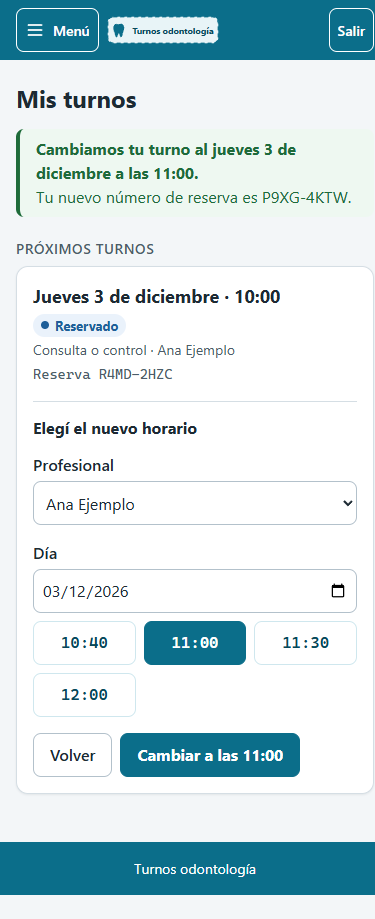 Menú
Turnos odontología
Salir
Mis turnos
Cambiamos tu turno al jueves 3 de
diciembre a las 11:00.
Tu nuevo número de reserva es P9XG-4KTW.
PRÓXIMOS TURNOS
Jueves 3 de diciembre · 10:00
Reservado
Consulta o control · Ana Ejemplo
Reserva R4MD-2HZC
Elegí el nuevo horario
Profesional
Ana Ejemplo
Día
03/12/2026
10:40
11:00
11:30
12:00
Volver
Cambiar a las 11:00
Turnos odontología